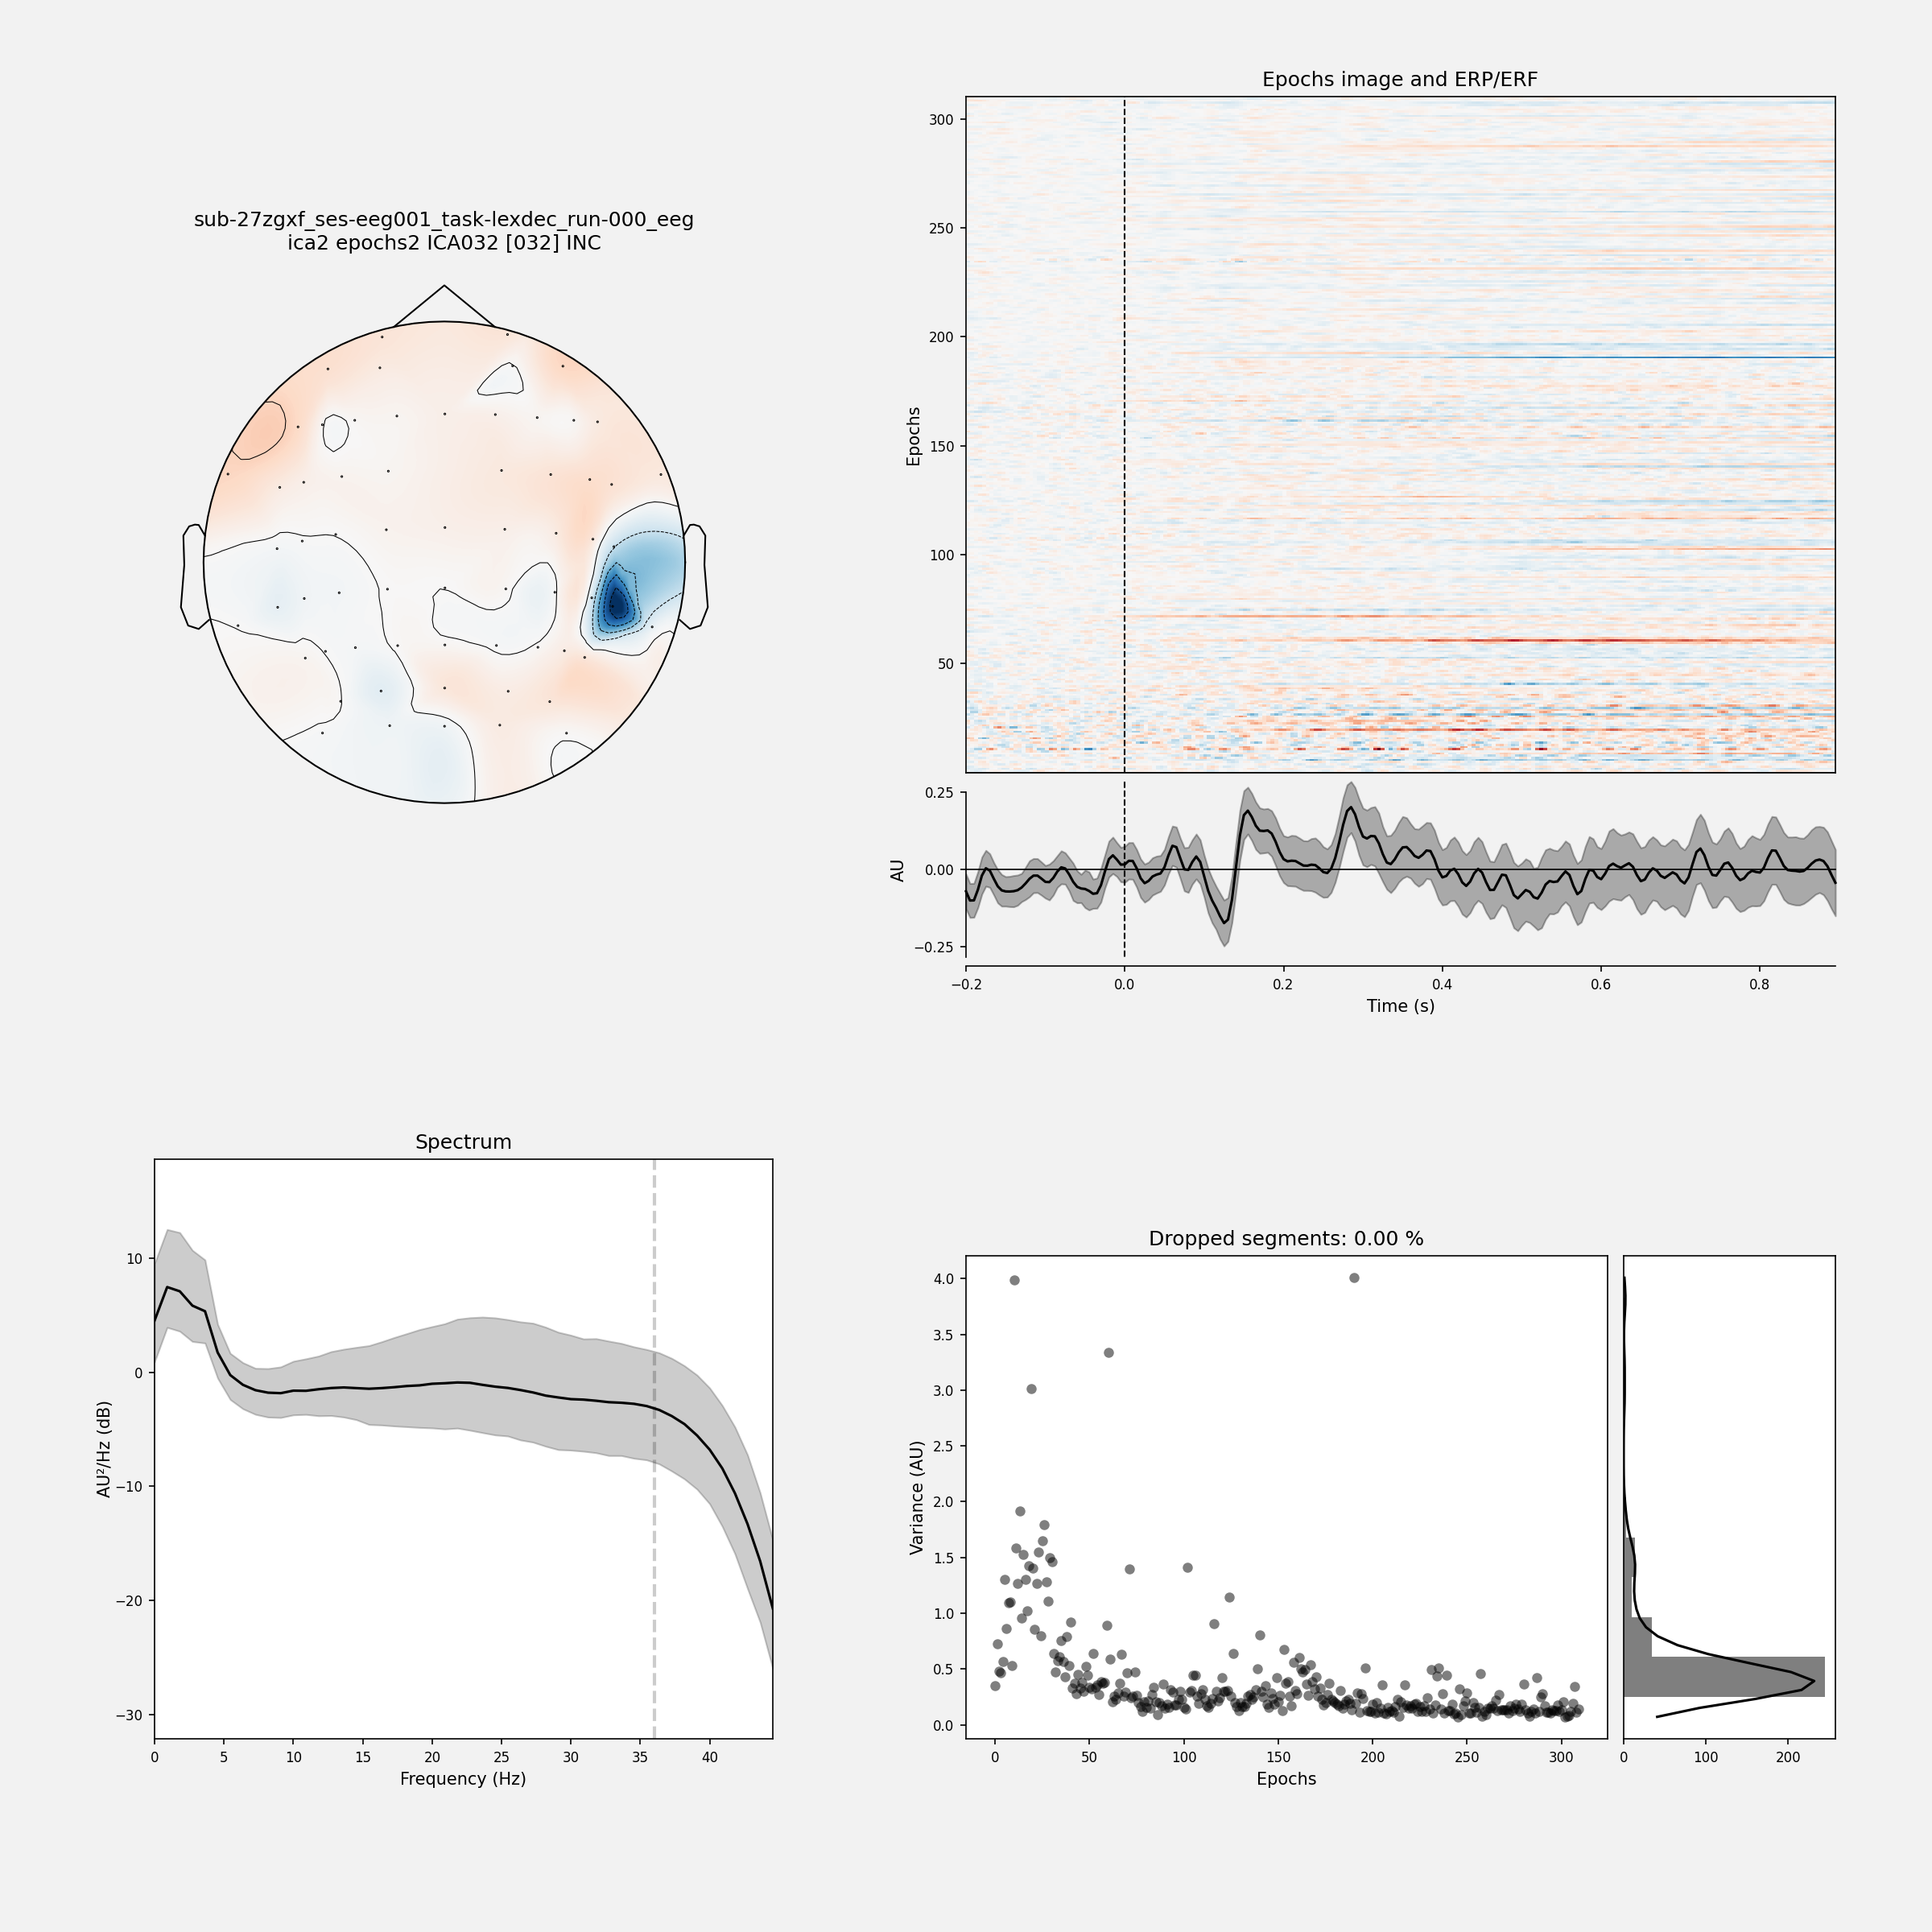 sub-27zgxf_ses-eeg001_task-lexdec_run-000_eeg
ica2 epochs2 ICA032 [032] INC
Epochs image and ERP/ERF
300
250
200
150
100
50
Epochs
0.25
0.00
−0.25
AU
−0.2 0.0 0.2 0.4 0.6 0.8
Time (s)
Spectrum
10
0
−10
−20
−30
AU²/Hz (dB)
0 5 10 15 20 25 30 35 40
Frequency (Hz)
Dropped segments: 0.00 %
4.0
3.5
3.0
2.5
2.0
1.5
1.0
0.5
0.0
Variance (AU)
0 50 100 150 200 250 300
Epochs
0 100 200